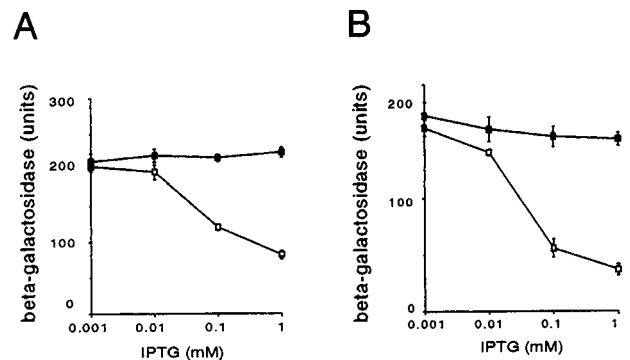 A
beta-galactosidase (units)
300
200
100
0
0.001 0.01 0.1 1
IPTG (mM)
B
beta-galactosidase (units)
200
100
0
0.001 0.01 0.1 1
IPTG (mM)